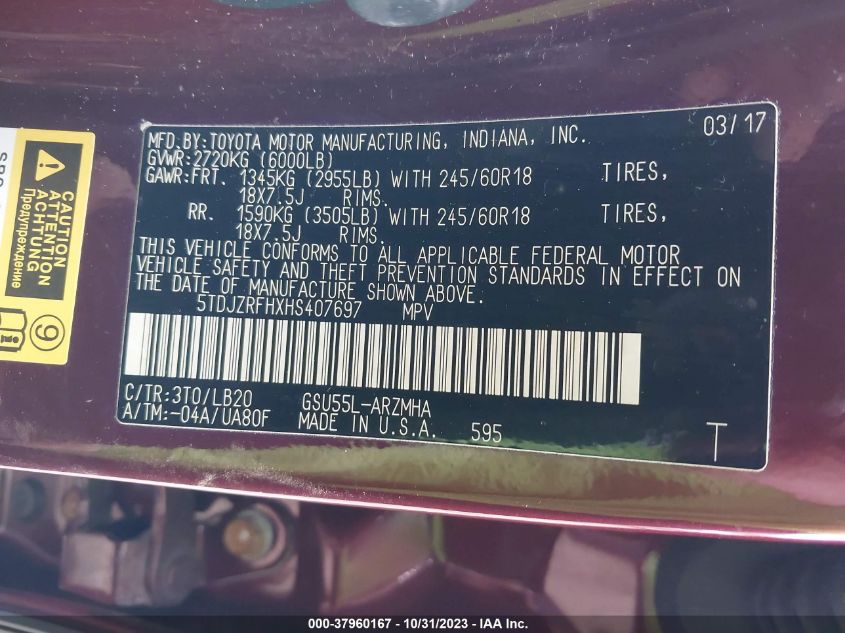 MFD.BY:TOYOTA MOTOR MANUFACTURING, INDIANA, INC. 03/17
GVWR:2720KG (6000LB)
GAWR:FRT. 1345KG (2955LB) WITH 245/60R18 TIRES,
18X7.5J RIMS.
RR. 1590KG (3505LB) WITH 245/60R18 TIRES,
18X7.5J RIMS.
THIS VEHICLE CONFORMS TO ALL APPLICABLE FEDERAL MOTOR
VEHICLE SAFETY AND THEFT PREVENTION STANDARDS IN EFFECT ON
THE DATE OF MANUFACTURE SHOWN ABOVE.
5TDJZRFHXHS407697 MPV
C/TR:3T0/LB20 GSU55L-ARZMHA
A/TM:-04A/UA80F MADE IN U.S.A. 595 T
CAUTION
ATTENTION
ACHTUNG
Предупреждение
000-37960167 - 10/31/2023 - IAA Inc.